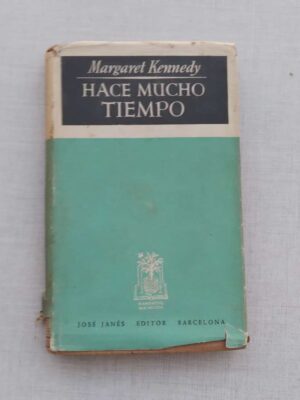 Margaret Kennedy
HACE MUCHO
TIEMPO
JOSÉ JANÉS EDITOR BARCELONA